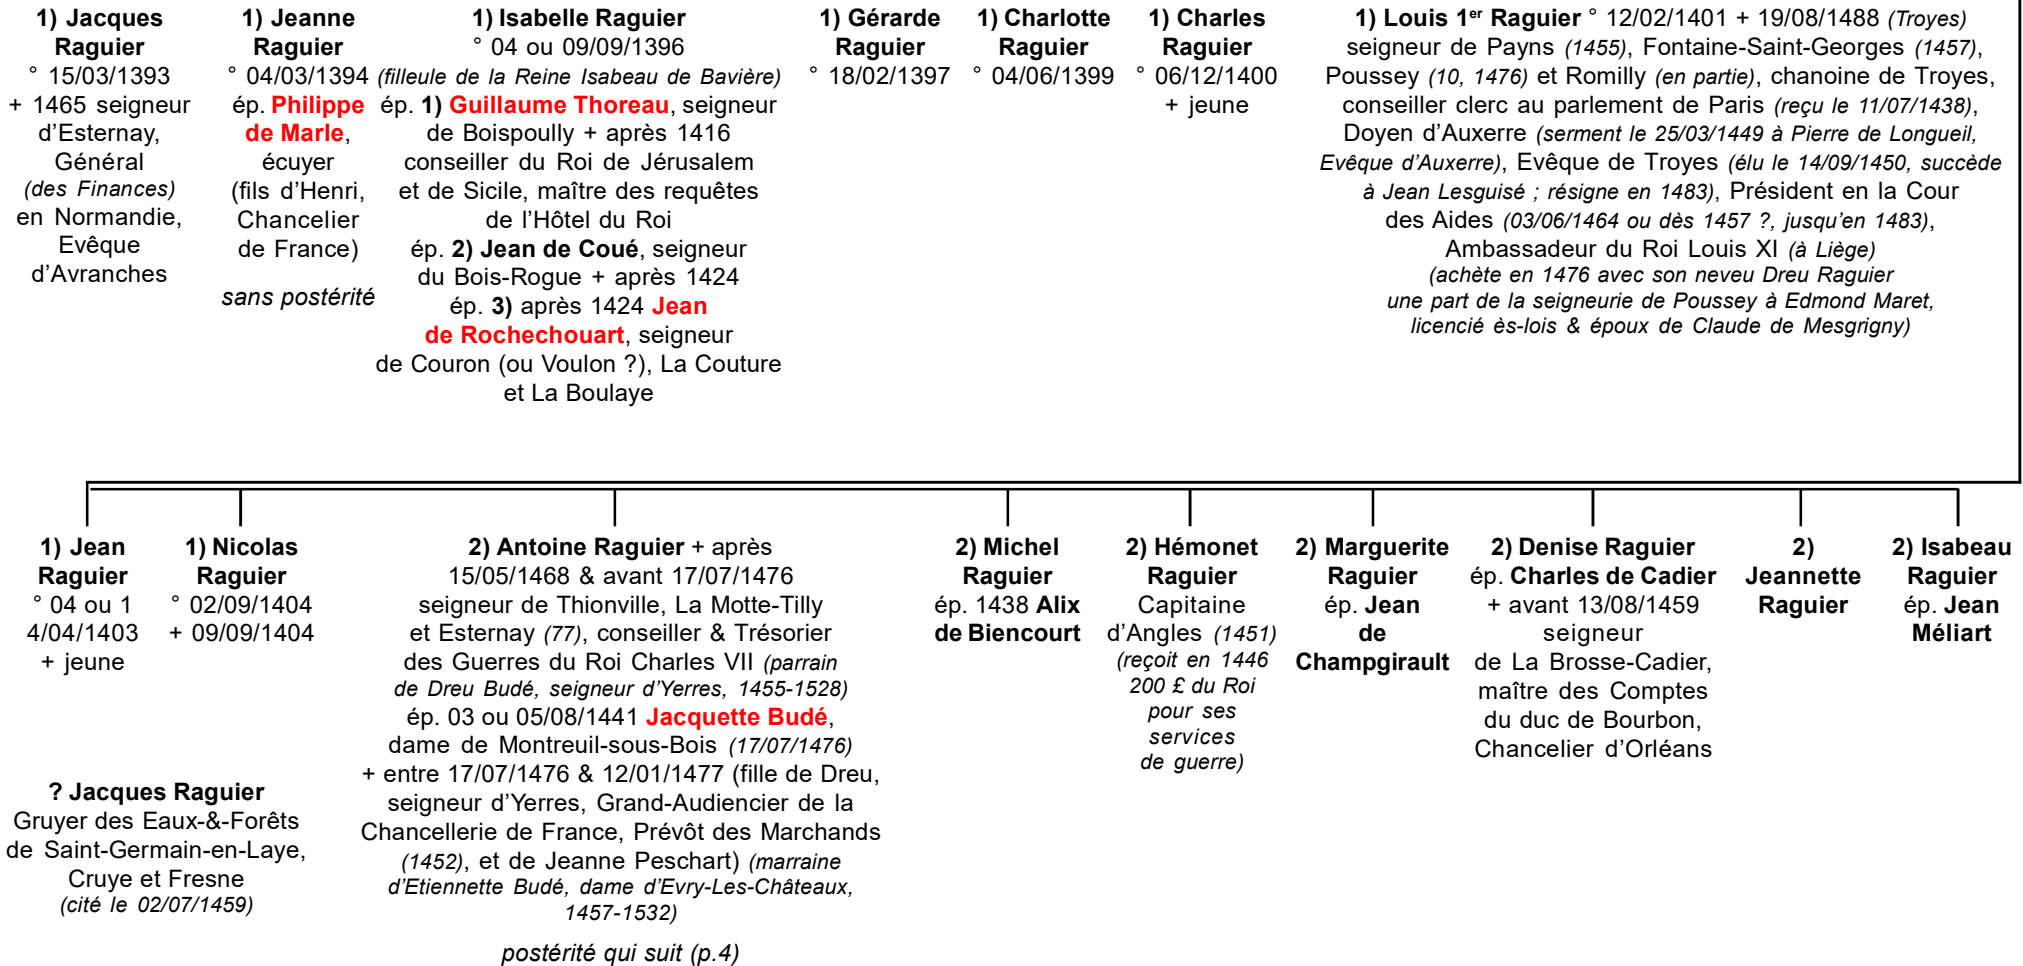 1) Jacques
Raguier
° 15/03/1393
+ 1465 seigneur
d’Esternay,
Général
(des Finances)
en Normandie,
Evêque
d’Avranches
1) Jeanne
Raguier
° 04/03/1394
ép. Philippe
de Marle,
écuyer
(fils d’Henri,
Chancelier
de France)
sans postérité
1) Isabelle Raguier
° 04 ou 09/09/1396
(filleule de la Reine Isabeau de Bavière)
ép. 1) Guillaume Thoreau, seigneur
de Boispoully + après 1416
conseiller du Roi de Jérusalem
et de Sicile, maître des requêtes
de l’Hôtel du Roi
ép. 2) Jean de Coué, seigneur
du Bois-Rogue + après 1424
ép. 3) après 1424 Jean
de Rochechouart, seigneur
de Couron (ou Voulon ?), La Couture
et La Boulaye
1) Gérarde
Raguier
° 18/02/1397
1) Charlotte
Raguier
° 04/06/1399
1) Charles
Raguier
° 06/12/1400
+ jeune
1) Louis 1er Raguier ° 12/02/1401 + 19/08/1488 (Troyes)
seigneur de Payns (1455), Fontaine-Saint-Georges (1457),
Poussey (10, 1476) et Romilly (en partie), chanoine de Troyes,
conseiller clerc au parlement de Paris (reçu le 11/07/1438),
Doyen d’Auxerre (serment le 25/03/1449 à Pierre de Longueil,
Evêque d’Auxerre), Evêque de Troyes (élu le 14/09/1450, succède
à Jean Lesguisé ; résigne en 1483), Président en la Cour
des Aides (03/06/1464 ou dès 1457 ?, jusqu’en 1483),
Ambassadeur du Roi Louis XI (à Liège)
(achète en 1476 avec son neveu Dreu Raguier
une part de la seigneurie de Poussey à Edmond Maret,
licencié ès-lois & époux de Claude de Mesgrigny)
1) Jean
Raguier
° 04 ou 1
4/04/1403
+ jeune
1) Nicolas
Raguier
° 02/09/1404
+ 09/09/1404
2) Antoine Raguier + après
15/05/1468 & avant 17/07/1476
seigneur de Thionville, La Motte-Tilly
et Esternay (77), conseiller & Trésorier
des Guerres du Roi Charles VII (parrain
de Dreu Budé, seigneur d’Yerres, 1455-1528)
ép. 03 ou 05/08/1441 Jacquette Budé,
dame de Montreuil-sous-Bois (17/07/1476)
+ entre 17/07/1476 & 12/01/1477 (fille de Dreu,
seigneur d’Yerres, Grand-Audiencier de la
Chancellerie de France, Prévôt des Marchands
(1452), et de Jeanne Peschart) (marraine
d’Etiennette Budé, dame d’Evry-Les-Châteaux,
1457-1532)
postérité qui suit (p.4)
2) Michel
Raguier
ép. 1438 Alix
de Biencourt
2) Hémonet
Raguier
Capitaine
d’Angles (1451)
(reçoit en 1446
200 £ du Roi
pour ses
services
de guerre)
2) Marguerite
Raguier
ép. Jean
de
Champgirault
2) Denise Raguier
ép. Charles de Cadier
+ avant 13/08/1459
seigneur
de La Brosse-Cadier,
maître des Comptes
du duc de Bourbon,
Chancelier d’Orléans
2)
Jeannette
Raguier
2) Isabeau
Raguier
ép. Jean
Méliart
? Jacques Raguier
Gruyer des Eaux-&-Forêts
de Saint-Germain-en-Laye,
Cruye et Fresne
(cité le 02/07/1459)